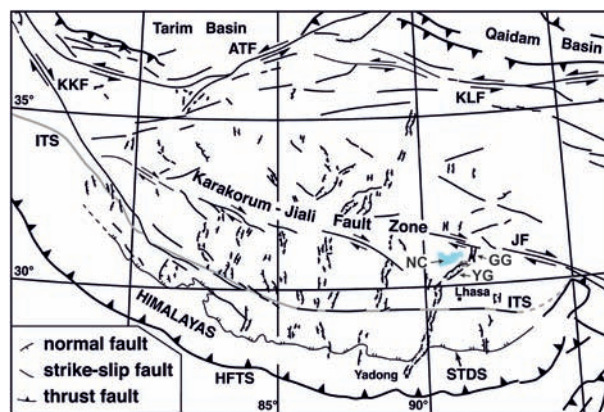 Tarim Basin
ATF
Qaidam Basin
KKF
KLF
35°
ITS
Karakorum - Jiali Fault Zone
JF
NC
GG
YG
30°
Lhasa
ITS
HIMALAYAS
normal fault
strike-slip fault
thrust fault
HFTS
Yadong
STDS
85°
90°